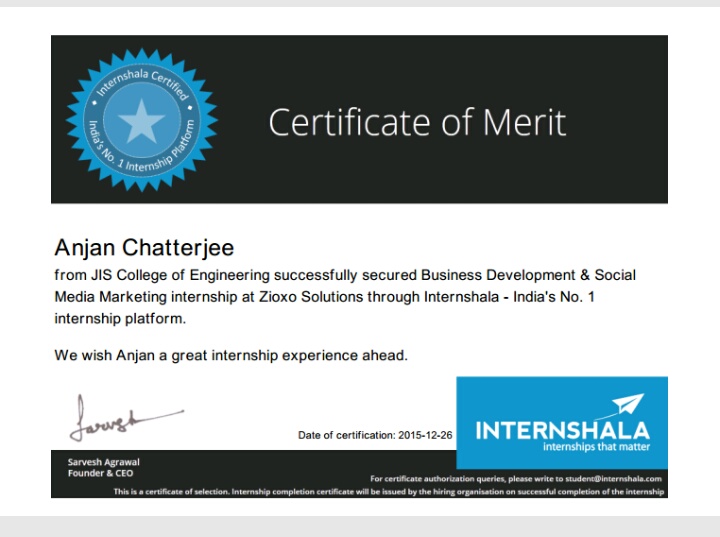 Internshala Certified
India's No. 1 Internship Platform
Certificate of Merit
Anjan Chatterjee
from JIS College of Engineering successfully secured Business Development & Social
Media Marketing internship at Zioxo Solutions through Internshala - India's No. 1
internship platform.
We wish Anjan a great internship experience ahead.
Sarvesh
Date of certification: 2015-12-26
INTERNSHALA
internships that matter
Sarvesh Agrawal
Founder & CEO
For certificate authorization queries, please write to student@internshala.com
This is a certificate of selection. Internship completion certificate will be issued by the hiring organisation on successful completion of the internship